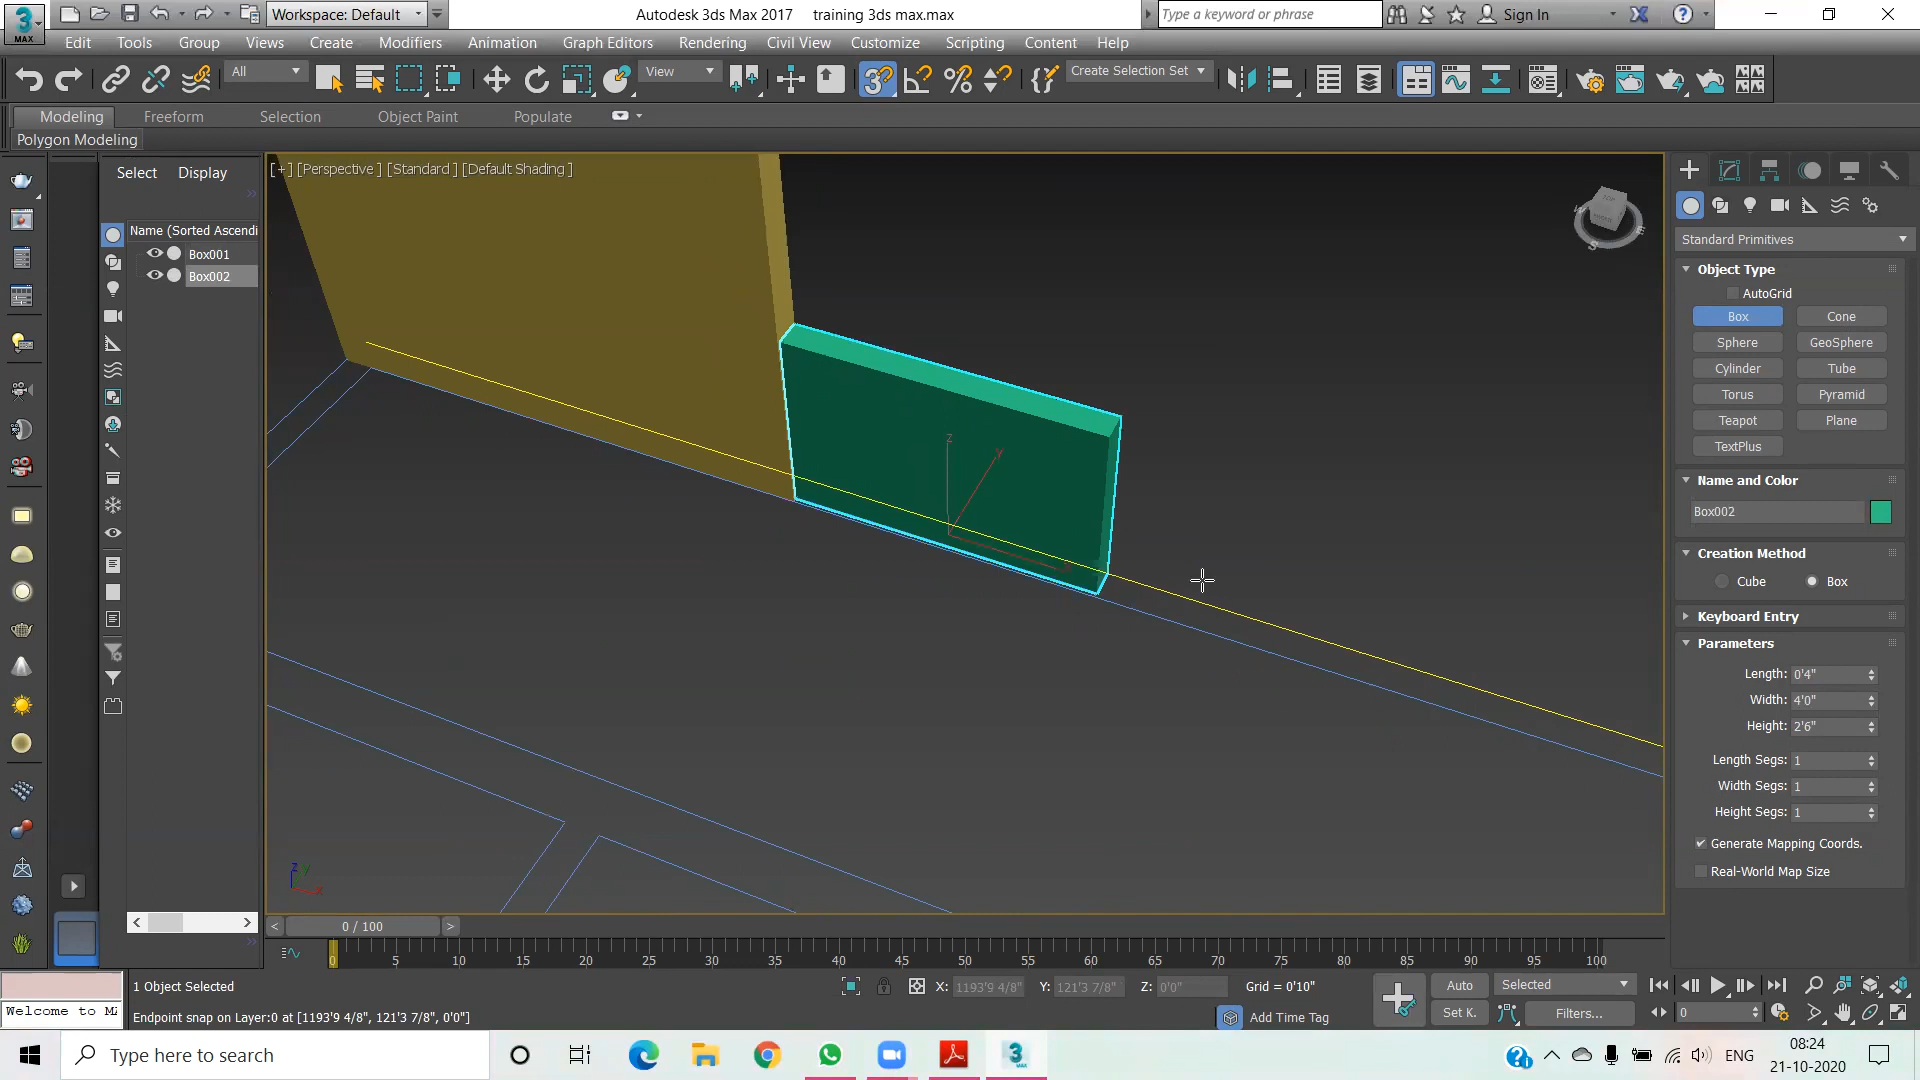 Workspace: Default
Autodesk 3ds Max 2017    training 3ds max.max
Type a keyword or phrase
Sign In
MAX
Edit Tools Group Views Create Modifiers Animation Graph Editors Rendering Civil View Customize Scripting Content Help
All
View
Create Selection Set
Modeling Freeform Selection Object Paint Populate
Polygon Modeling
Select Display
Name (Sorted Ascendi
Box001
Box002
[ + ] [Perspective ] [Standard ] [Default Shading ]
Standard Primitives
Object Type
AutoGrid
Box Cone
Sphere GeoSphere
Cylinder Tube
Torus Pyramid
Teapot Plane
TextPlus
Name and Color
Box002
Creation Method
Cube Box
Keyboard Entry
Parameters
Length: 0'4"
Width: 4'0"
Height: 2'6"
Length Segs: 1
Width Segs: 1
Height Segs: 1
Generate Mapping Coords.
Real-World Map Size
0 / 100
0 5 10 15 20 25 30 35 40 45 50 55 60 65 70 75 80 85 90 95 100
1 Object Selected
X: 1193'9 4/8" Y: 121'3 7/8" Z: 0'0" Grid = 0'10"
Auto Selected
Welcome to MA
Endpoint snap on Layer:0 at [1193'9 4/8", 121'3 7/8", 0'0"]
Add Time Tag
Set K. Filters...
0
Type here to search
ENG
08:24
21-10-2020